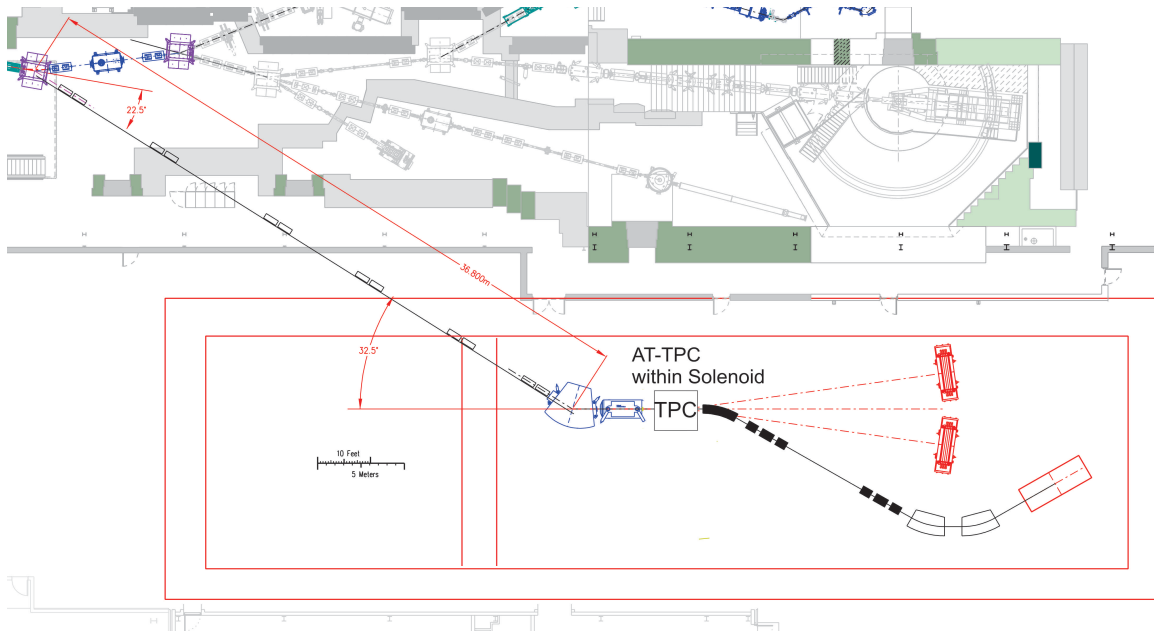 22.5°
36.800m
32.5°
AT-TPC
within Solenoid
TPC
10 Feet
5 Meters